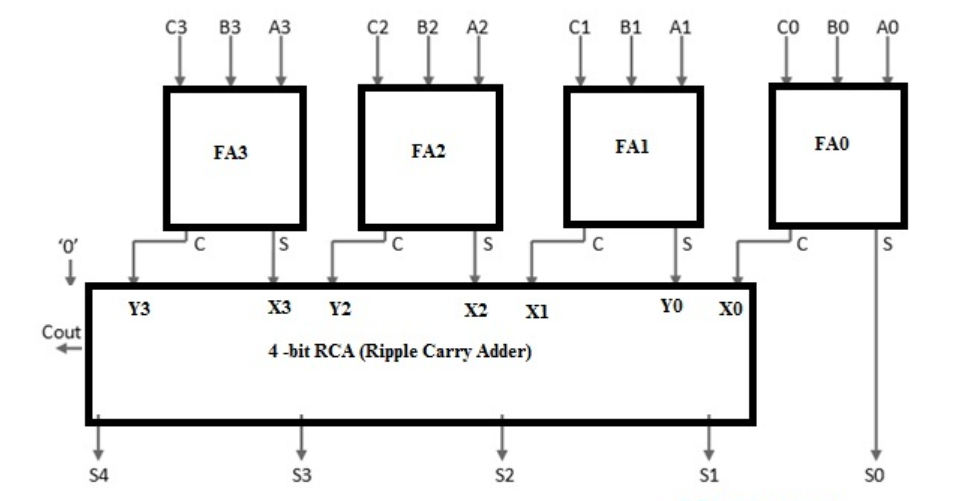 C3 B3 A3 C2 B2 A2 C1 B1 A1 C0 B0 A0
FA3 FA2 FA1 FA0
‘0’ C S C S C S C S
Y3 X3 Y2 X2 X1 Y0 X0
Cout
4 -bit RCA (Ripple Carry Adder)
S4 S3 S2 S1 S0